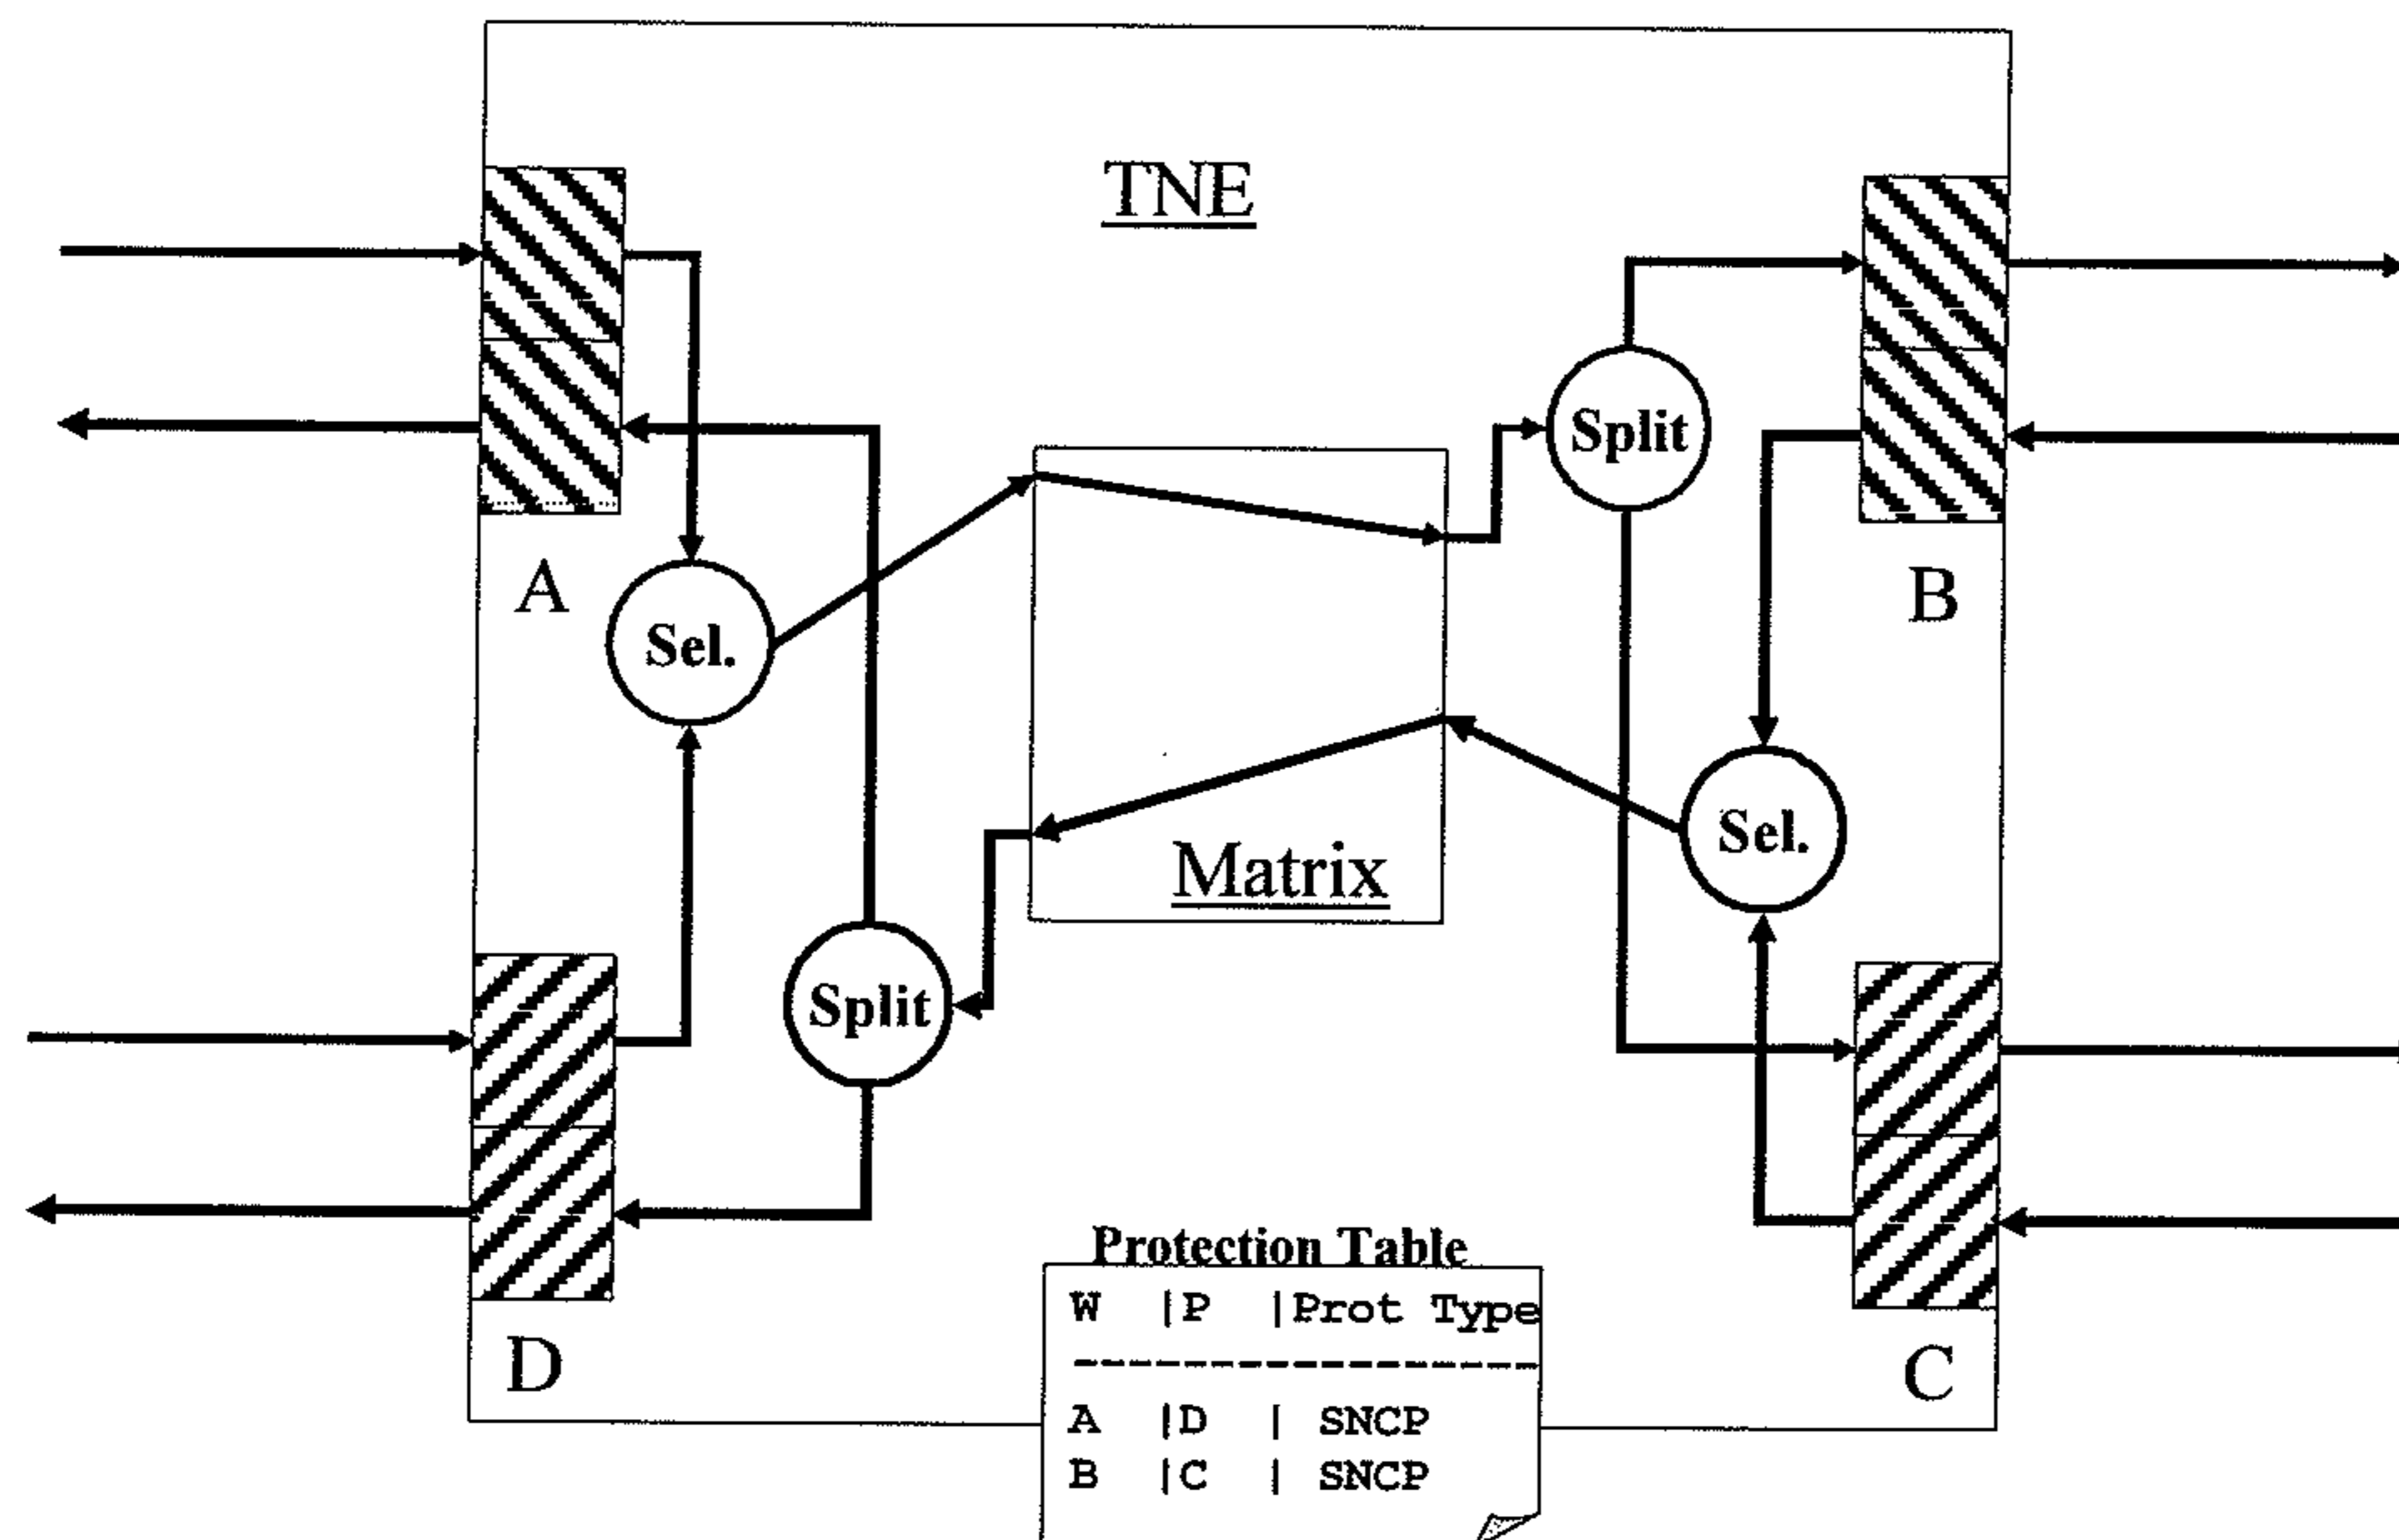 TNE
Split
A
B
Sel.
Sel.
Matrix
Split
Protection Table
W |P |Prot Type
--------------------
D
C
A |D | SNCP
B |C | SNCP